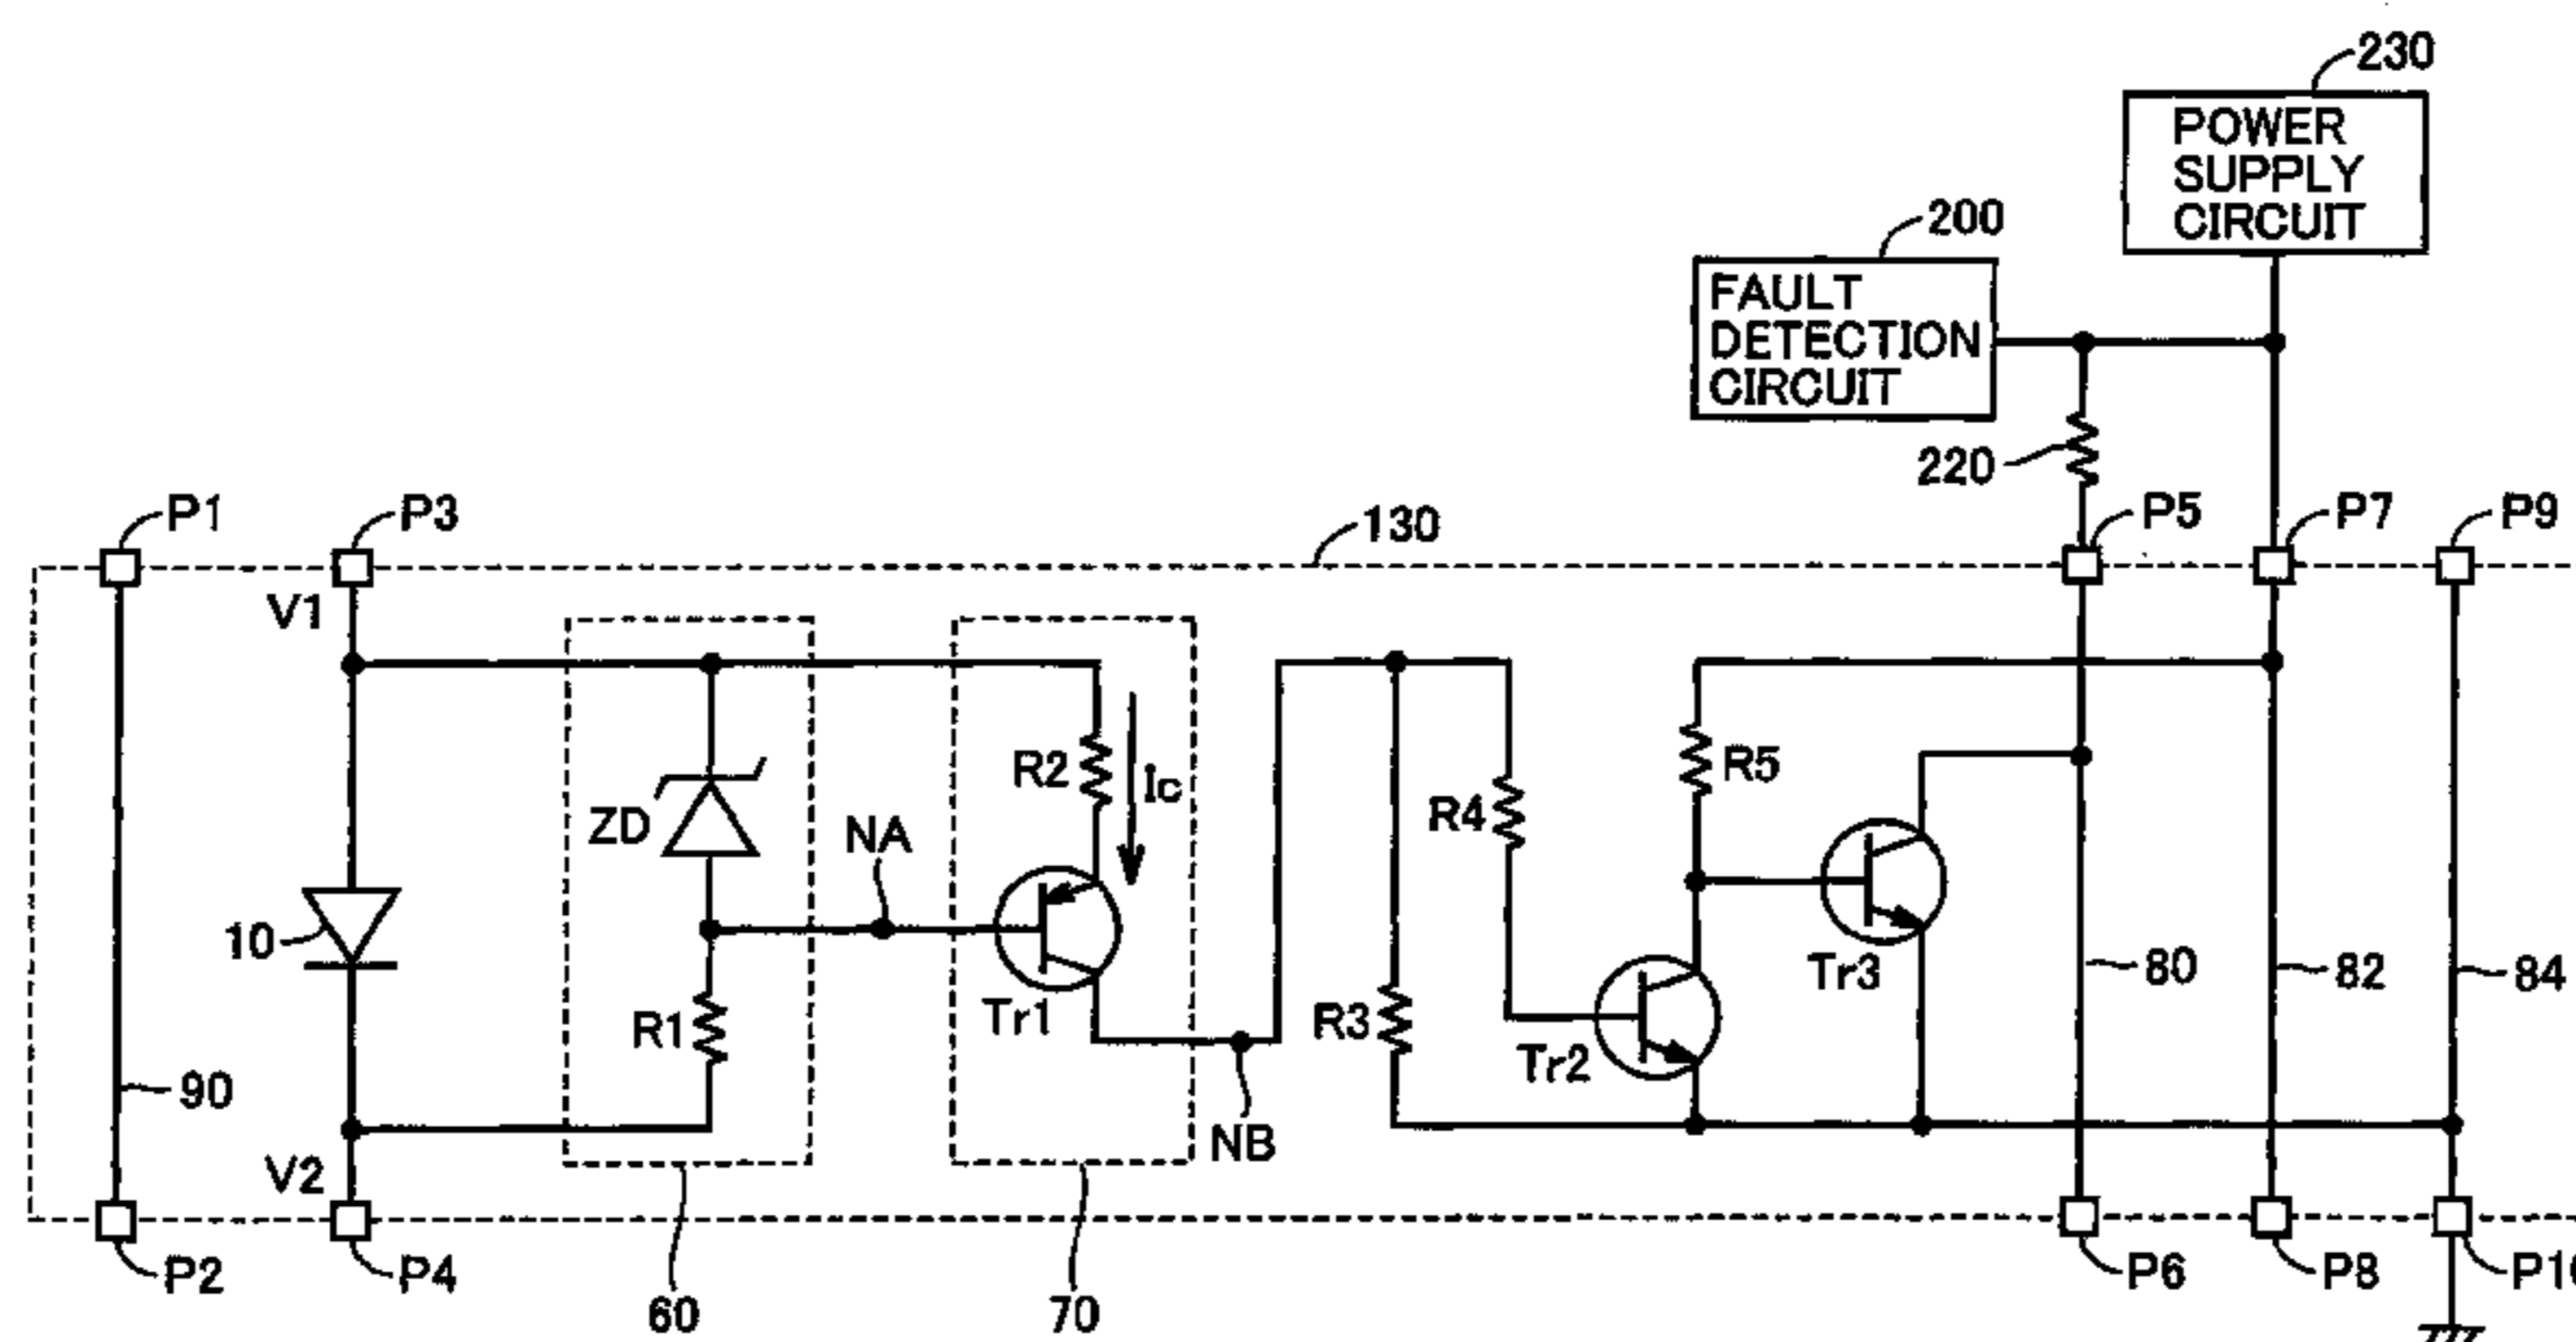 230
POWER
SUPPLY
CIRCUIT
200
FAULT
DETECTION
CIRCUIT
220
P1
P3
130
P5
P7
P9
V1
R2
Ic
R5
ZD
NA
R4
10
Tr3
80
82
84
R1
Tr1
R3
Tr2
90
NB
V2
P2
P4
P6
P8
60
70